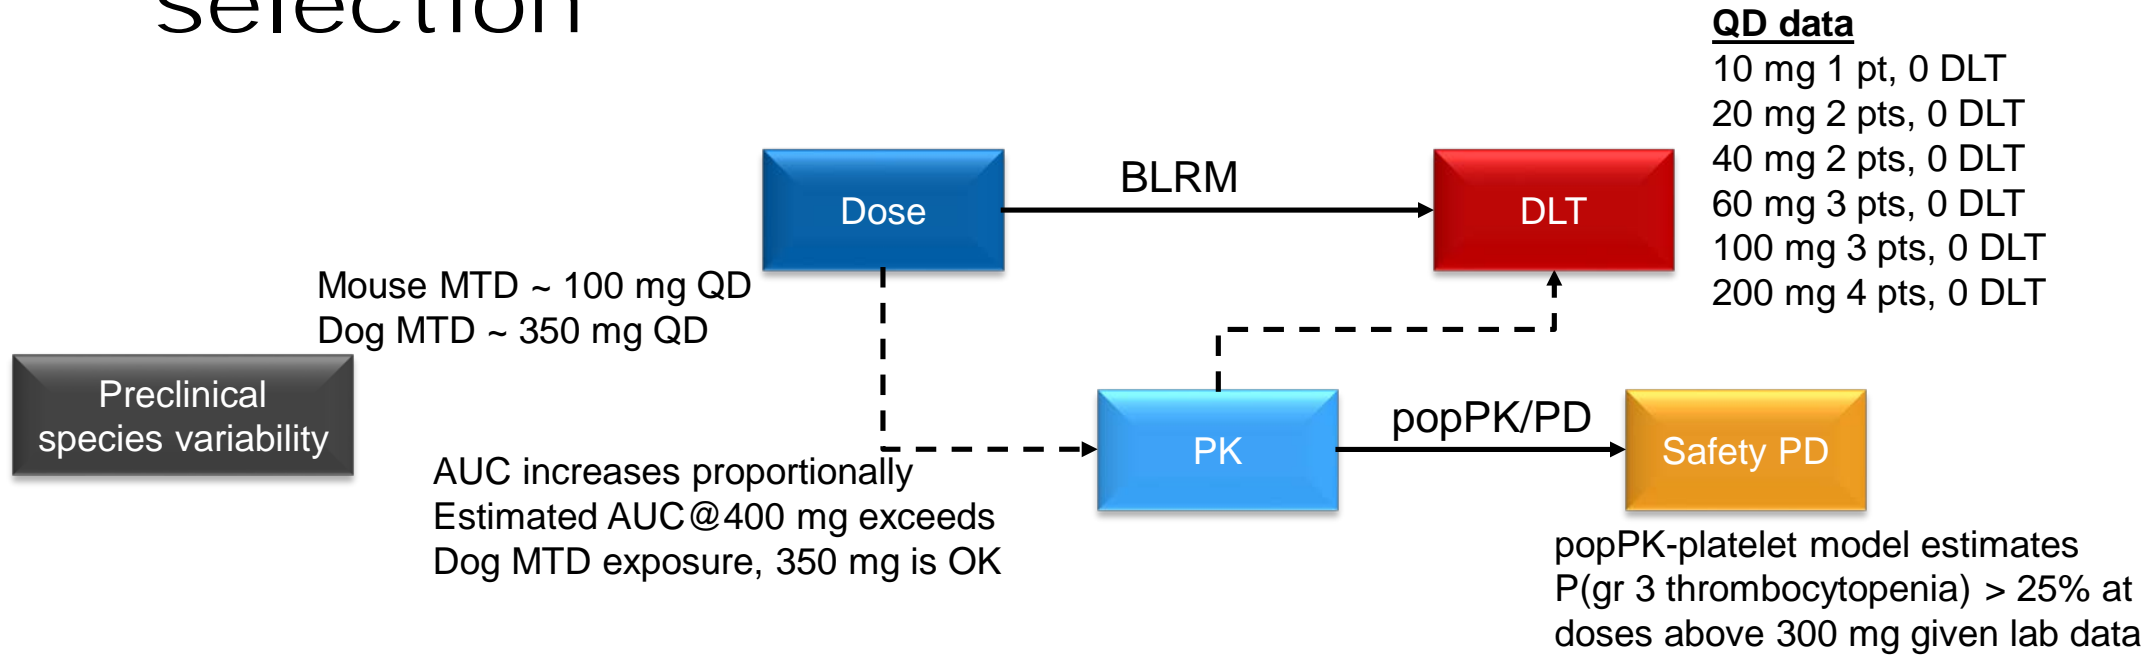 selection
QD data
10 mg 1 pt, 0 DLT
20 mg 2 pts, 0 DLT
40 mg 2 pts, 0 DLT
60 mg 3 pts, 0 DLT
100 mg 3 pts, 0 DLT
200 mg 4 pts, 0 DLT
Dose
BLRM
DLT
Mouse MTD ~ 100 mg QD
Dog MTD ~ 350 mg QD
Preclinical
species variability
AUC increases proportionally
Estimated AUC@400 mg exceeds
Dog MTD exposure, 350 mg is OK
PK
popPK/PD
Safety PD
popPK-platelet model estimates
P(gr 3 thrombocytopenia) > 25% at
doses above 300 mg given lab data